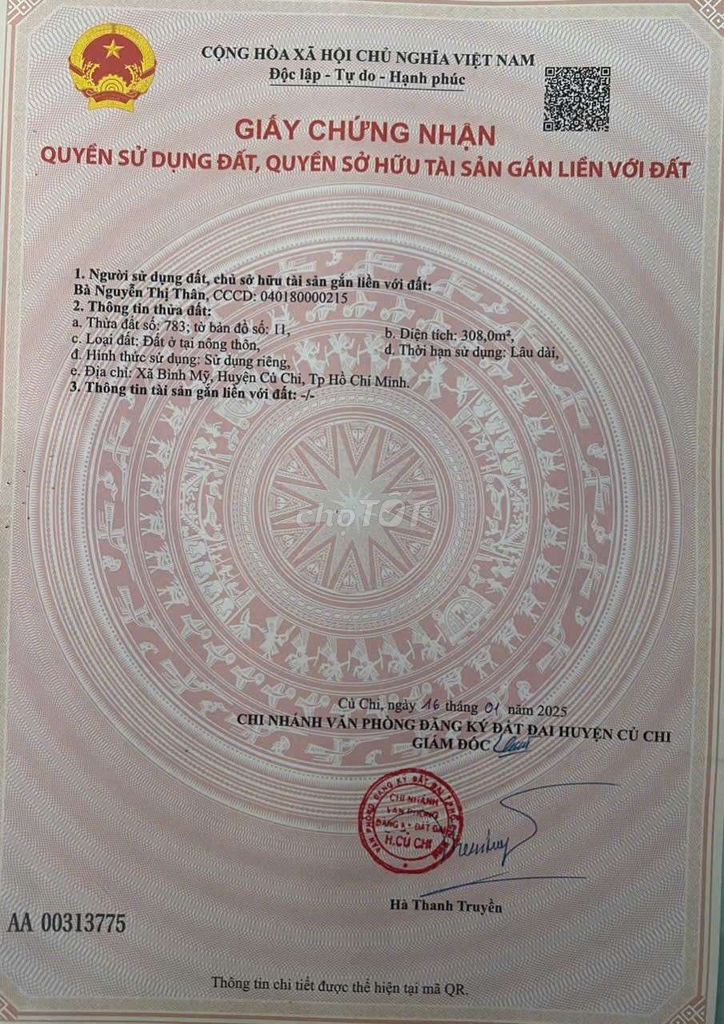 CỘNG HÒA XÃ HỘI CHỦ NGHĨA VIỆT NAM
Độc lập - Tự do - Hạnh phúc
GIẤY CHỨNG NHẬN
QUYỀN SỬ DỤNG ĐẤT, QUYỀN SỞ HỮU TÀI SẢN GẮN LIỀN VỚI ĐẤT
1. Người sử dụng đất, chủ sở hữu tài sản gắn liền với đất:
Bà Nguyễn Thị Thân, CCCD: 040180000215
2. Thông tin thửa đất:
a. Thửa đất số: 783; tờ bản đồ số: 11,
b. Diện tích: 308,0m²,
c. Loại đất: Đất ở tại nông thôn,
d. Thời hạn sử dụng: Lâu dài,
đ. Hình thức sử dụng: Sử dụng riêng,
e. Địa chỉ: Xã Bình Mỹ, Huyện Củ Chi, Tp Hồ Chí Minh.
3. Thông tin tài sản gắn liền với đất: -/-
chợTỐT
Củ Chi, ngày 16 tháng 01 năm 2025
CHI NHÁNH VĂN PHÒNG ĐĂNG KÝ ĐẤT ĐAI HUYỆN CỦ CHI
GIÁM ĐỐC
CHI NHÁNH
VĂN PHÒNG
ĐĂNG KÝ ĐẤT ĐAI
H.CỦ CHI
Hà Thanh Truyền
AA 00313775
Thông tin chi tiết được thể hiện tại mã QR.